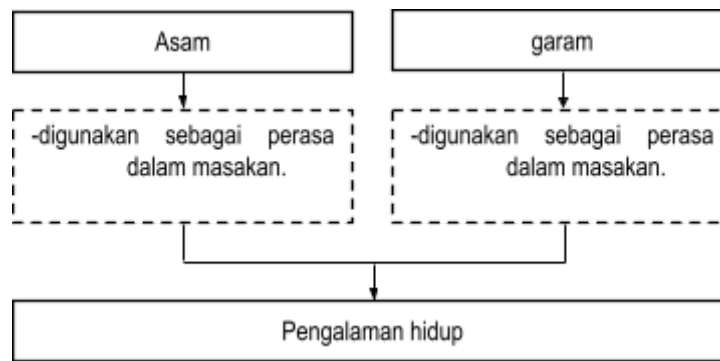 Asam
garam
-digunakan sebagai perasa
dalam masakan.
-digunakan sebagai perasa
dalam masakan.
Pengalaman hidup